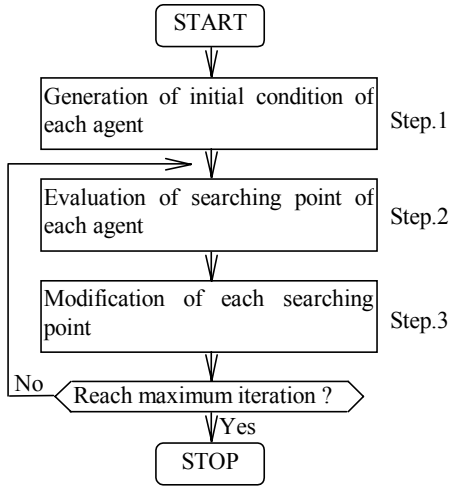 START
Generation of initial condition of
each agent
Step.1
Evaluation of searching point of
each agent
Step.2
Modification of each searching
point
Step.3
No
Reach maximum iteration ?
Yes
STOP